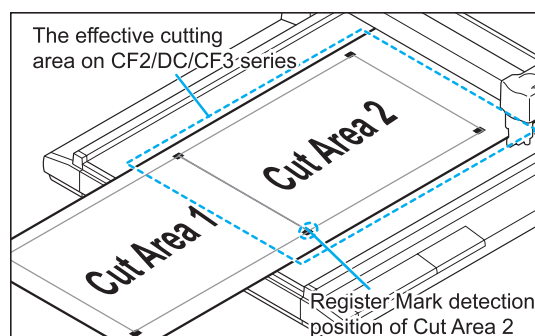 The effective cutting
area on CF2/DC/CF3 series
Cut Area 2
Cut Area 1
Register Mark detection
position of Cut Area 2